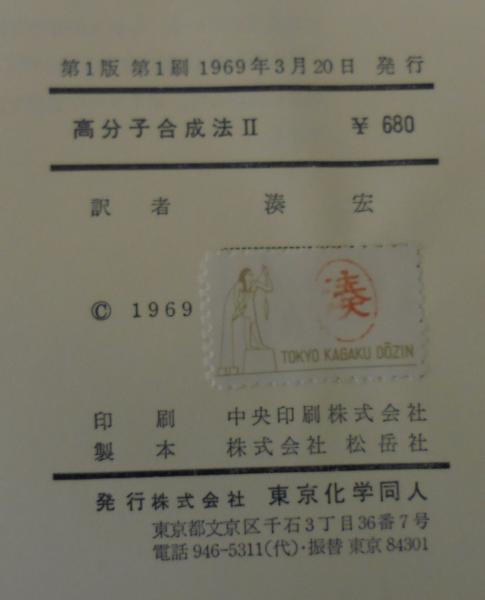 第1版 第1刷 1969年3月20日 発行
高分子合成法II ¥ 680
訳 者 湊 宏
© 1969
湊
TOKYO KAGAKU DŌZIN
印 刷 中央印刷株式会社
製 本 株式会社 松岳社
発行株式会社 東京化学同人
東京都文京区千石3丁目36番7号
電話 946-5311(代)・振替 東京 84301